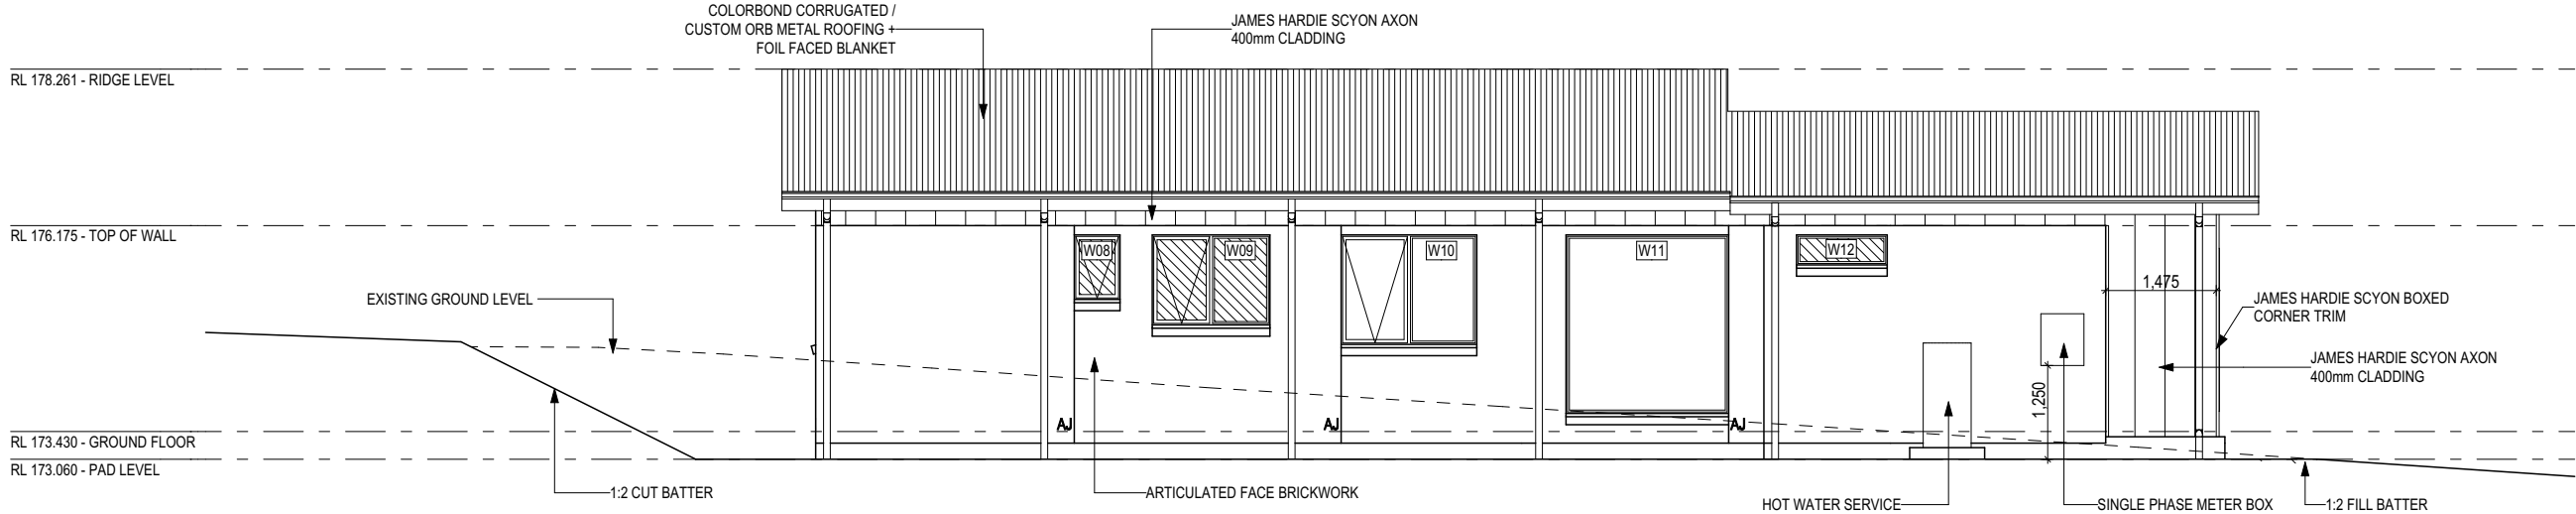 COLORBOND CORRUGATED /
CUSTOM ORB METAL ROOFING +
FOIL FACED BLANKET
JAMES HARDIE SCYON AXON
400mm CLADDING
RL 178.261 - RIDGE LEVEL
RL 176.175 - TOP OF WALL
W08
W09
W10
W11
W12
1,475
EXISTING GROUND LEVEL
JAMES HARDIE SCYON BOXED
CORNER TRIM
JAMES HARDIE SCYON AXON
400mm CLADDING
1,250
AJ
AJ
AJ
RL 173.430 - GROUND FLOOR
RL 173.060 - PAD LEVEL
1:2 CUT BATTER
ARTICULATED FACE BRICKWORK
HOT WATER SERVICE
SINGLE PHASE METER BOX
1:2 FILL BATTER